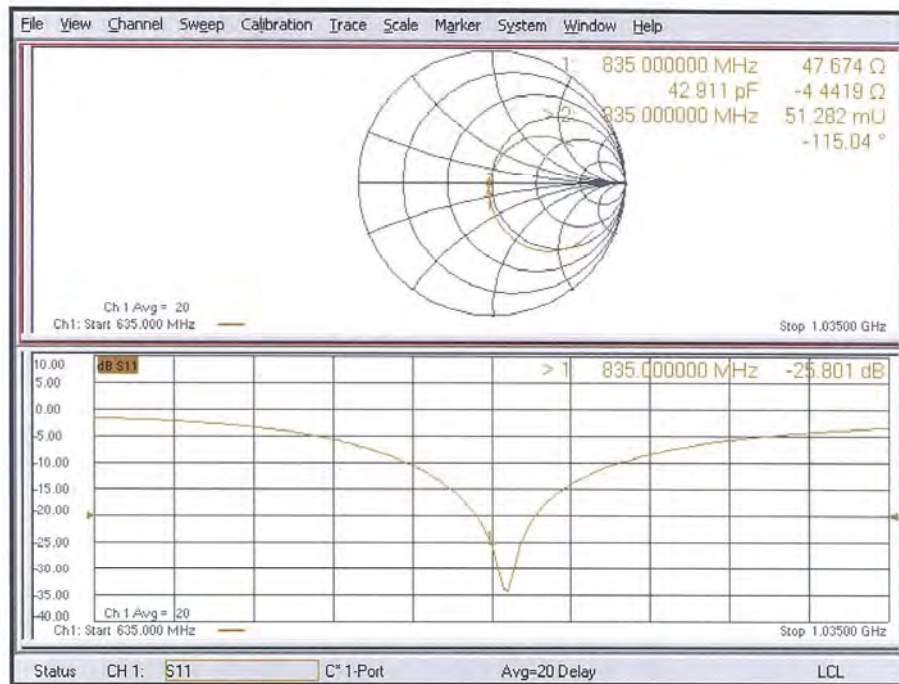 File View Channel Sweep Calibration Trace Scale Marker System Window Help
1: 835.000000 MHz 47.674 Ω
42.911 pF -4.4419 Ω
> 2: 835.000000 MHz 51.282 mU
-115.04 °
Ch 1 Avg = 20
Ch1: Start 635.000 MHz Stop 1.03500 GHz
10.00 dB S11 > 1 835.000000 MHz -25.801 dB
5.00
0.00
-5.00
-10.00
-15.00
-20.00
-25.00
-30.00
-35.00
-40.00 Ch 1 Avg = 20
Ch1: Start 635.000 MHz Stop 1.03500 GHz
Status CH 1: S11 C* 1-Port Avg=20 Delay LCL